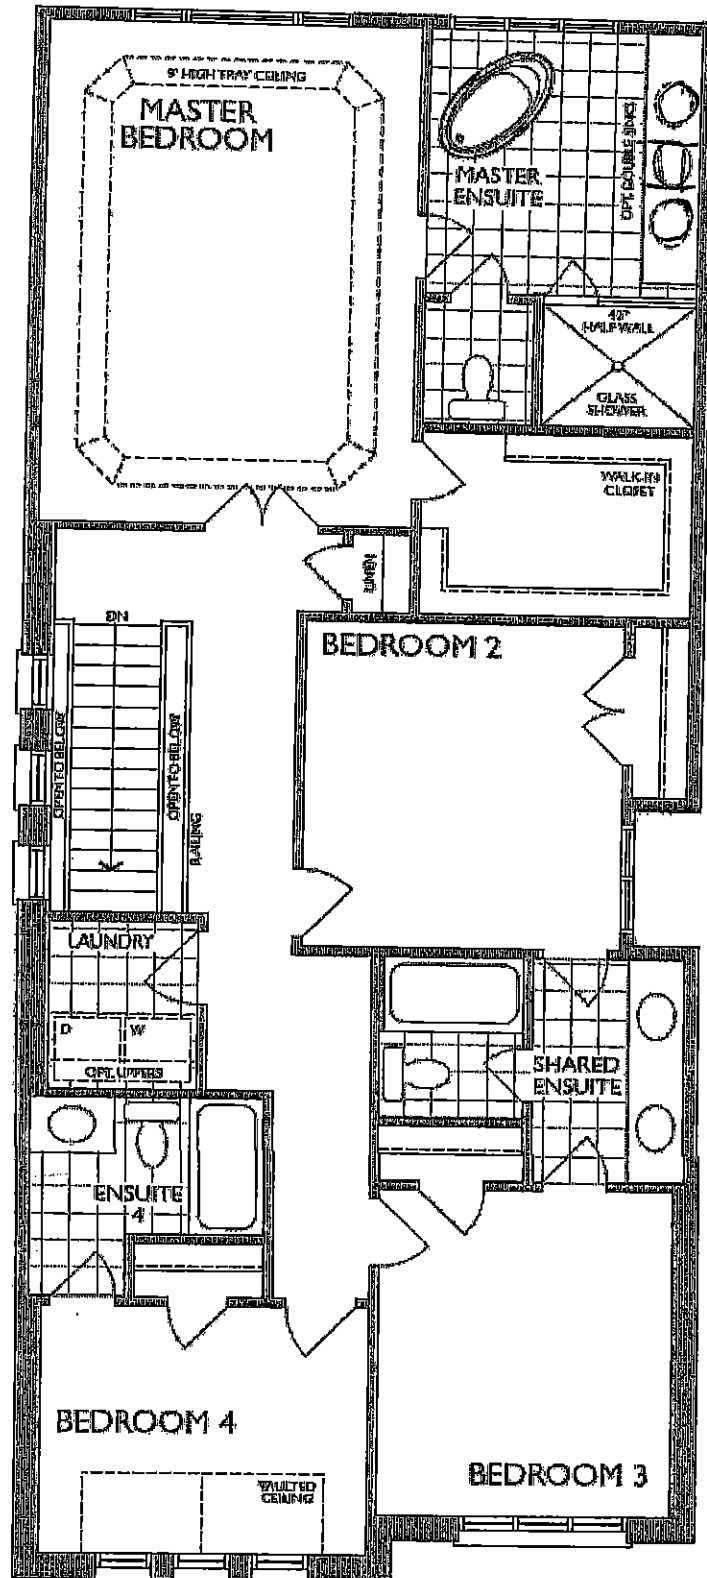 9' HIGH TRAY CEILING
MASTER
BEDROOM
MASTER
ENSUITE
OPT. DOUBLE SINKS
42"
HALF WALL
GLASS
SHOWER
WALK-IN
CLOSET
LINEN
DN
BEDROOM 2
OPEN TO BELOW
OPEN TO BELOW
RAILING
LAUNDRY
D
W
OPT. UPPERS
SHARED
ENSUITE
ENSUITE
4
BEDROOM 4
VAULTED
CEILING
BEDROOM 3